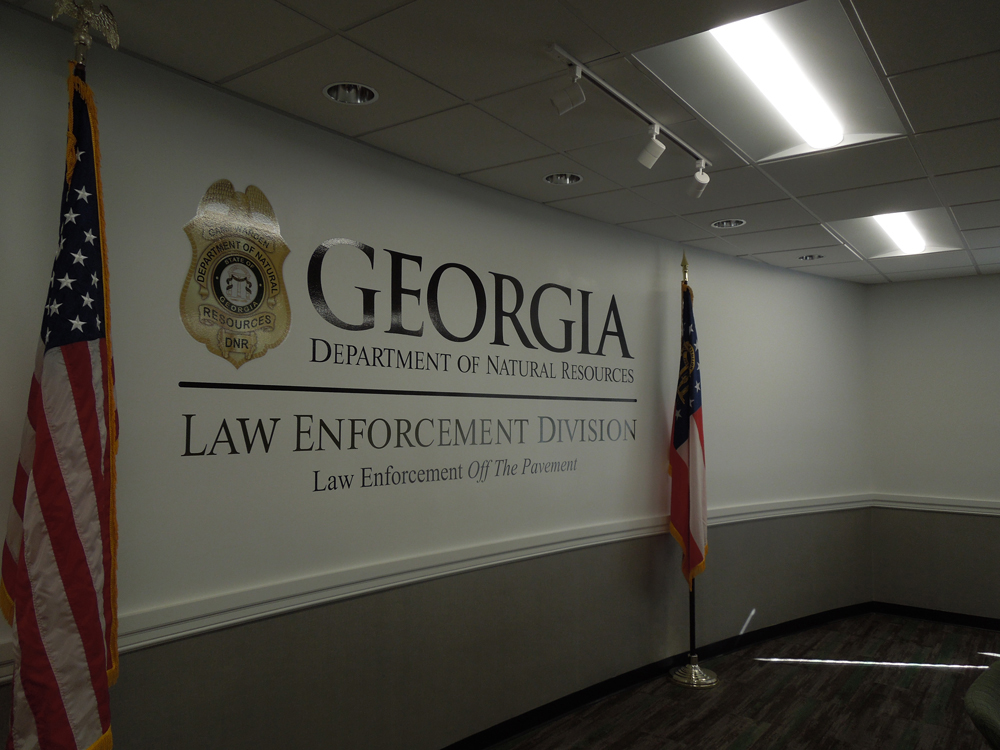 GAME WARDEN
DEPARTMENT OF NATURAL
STATE OF
GEORGIA
RESOURCES
DNR
GEORGIA
DEPARTMENT OF NATURAL RESOURCES
LAW ENFORCEMENT DIVISION
Law Enforcement Off The Pavement